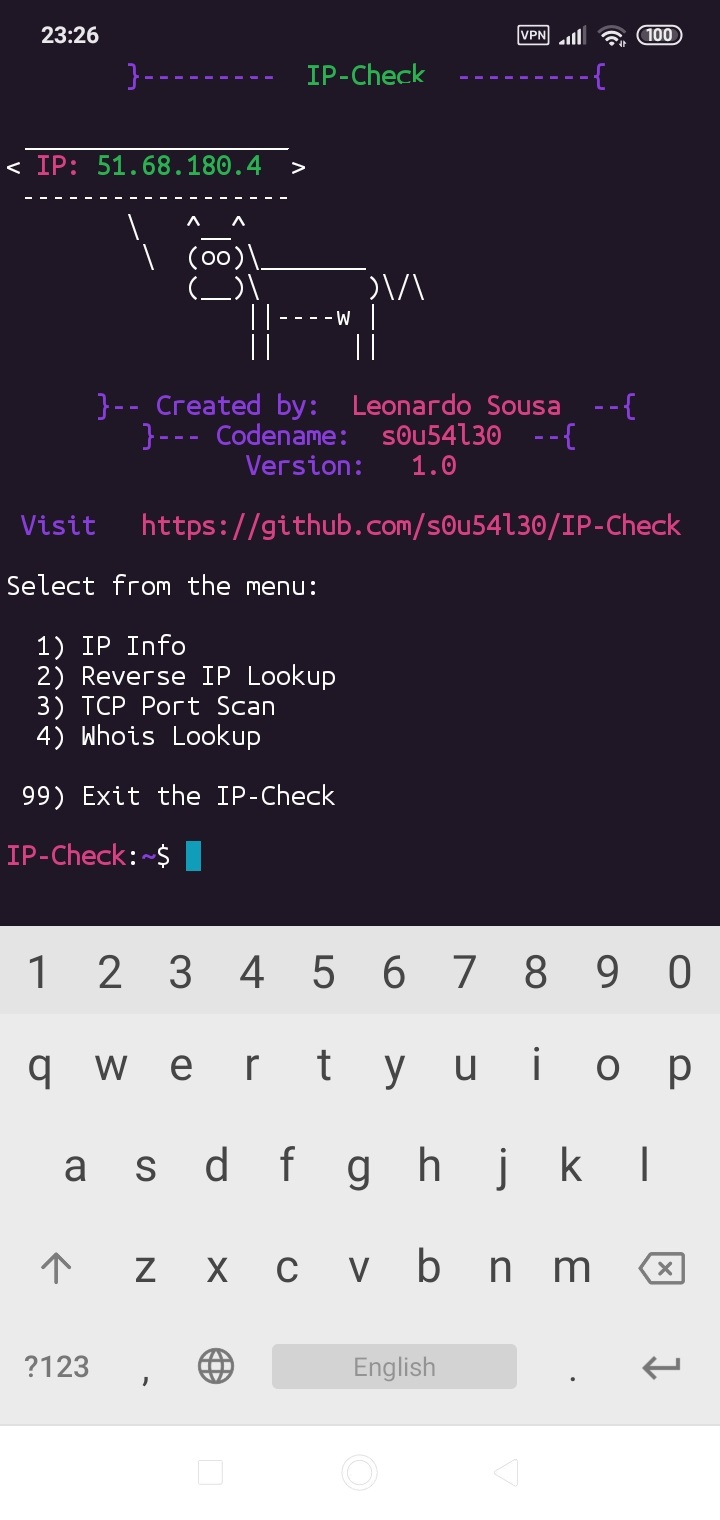 23:26 VPN 100
}--------- IP-Check ---------{
__________________
< IP: 51.68.180.4 >
------------------
\   ^__^
\  (oo)\_______
(__)\       )\/\
||----w |
||     ||
}-- Created by: Leonardo Sousa --{
}--- Codename: s0u54l30 --{
Version: 1.0
Visit https://github.com/s0u54l30/IP-Check
Select from the menu:
1) IP Info
2) Reverse IP Lookup
3) TCP Port Scan
4) Whois Lookup
99) Exit the IP-Check
IP-Check:~$
1 2 3 4 5 6 7 8 9 0
q w e r t y u i o p
a s d f g h j k l
z x c v b n m
?123 , English .